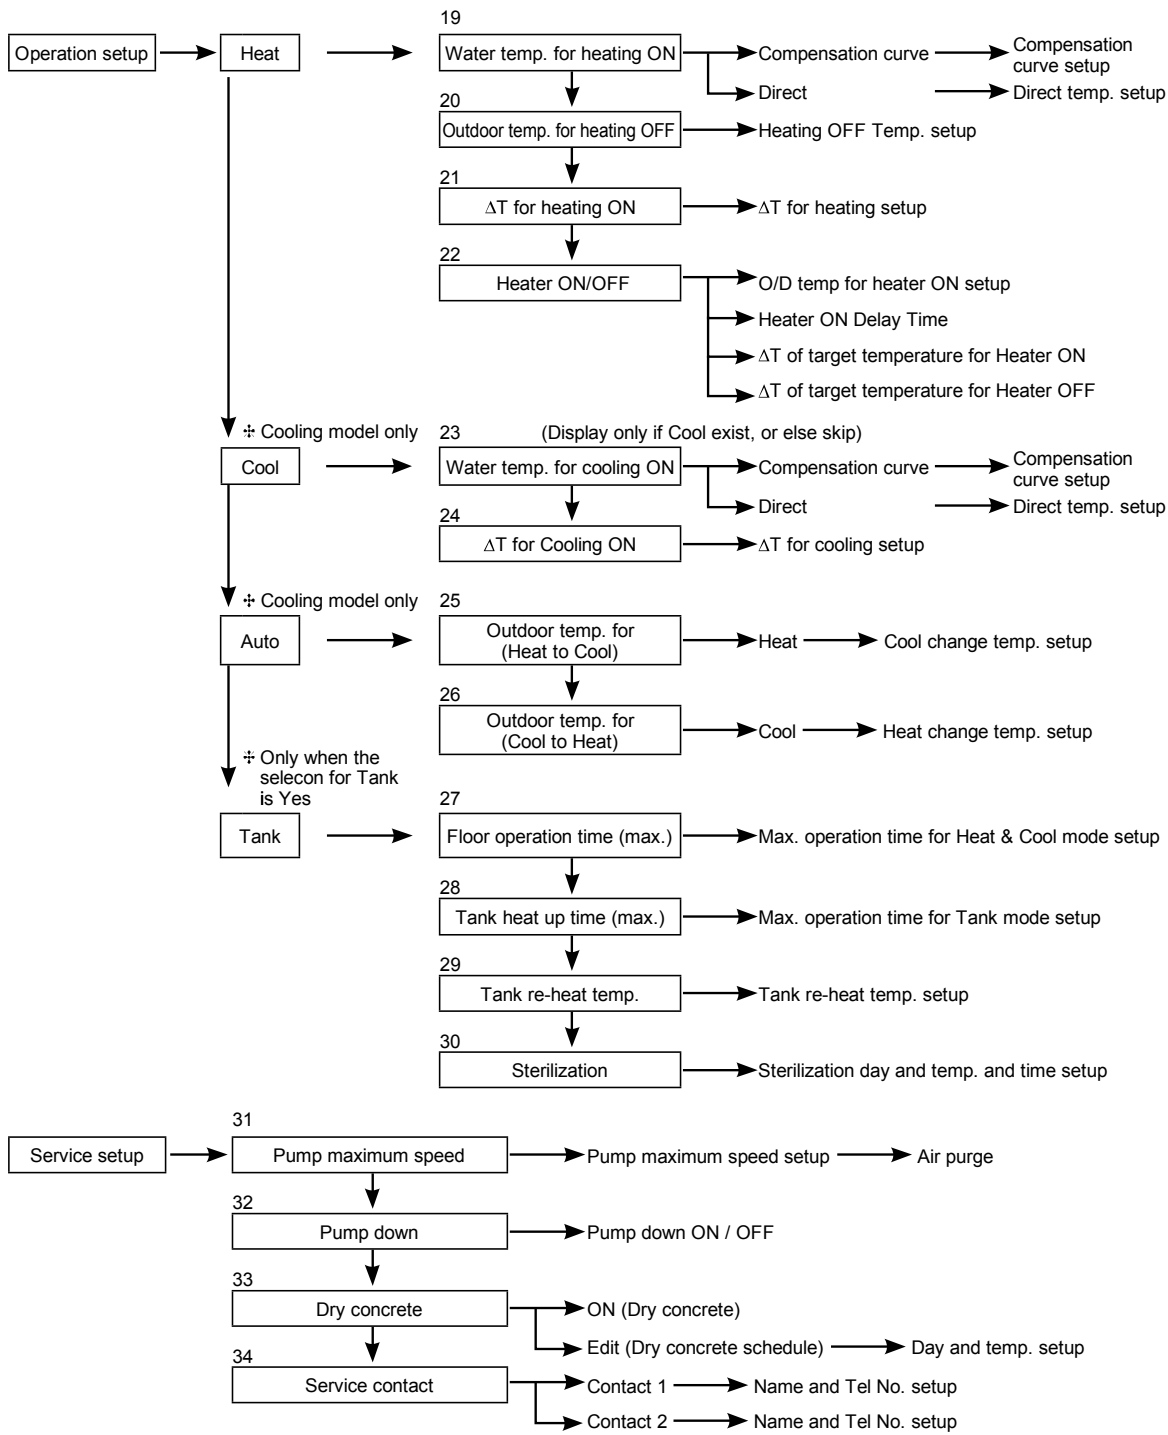 19
Operation setup
Heat
Water temp. for heating ON
Compensation curve
Compensation
curve setup
Direct
Direct temp. setup
20
Outdoor temp. for heating OFF
Heating OFF Temp. setup
21
ΔT for heating ON
ΔT for heating setup
22
Heater ON/OFF
O/D temp for heater ON setup
Heater ON Delay Time
ΔT of target temperature for Heater ON
ΔT of target temperature for Heater OFF
✣ Cooling model only
23
(Display only if Cool exist, or else skip)
Cool
Water temp. for cooling ON
Compensation curve
Compensation
curve setup
Direct
Direct temp. setup
24
ΔT for Cooling ON
ΔT for cooling setup
✣ Cooling model only
25
Auto
Outdoor temp. for
(Heat to Cool)
Heat
Cool change temp. setup
26
Outdoor temp. for
(Cool to Heat)
Cool
Heat change temp. setup
✣ Only when the
selecon for Tank
is Yes
27
Tank
Floor operation time (max.)
Max. operation time for Heat & Cool mode setup
28
Tank heat up time (max.)
Max. operation time for Tank mode setup
29
Tank re-heat temp.
Tank re-heat temp. setup
30
Sterilization
Sterilization day and temp. and time setup
31
Service setup
Pump maximum speed
Pump maximum speed setup
Air purge
32
Pump down
Pump down ON / OFF
33
Dry concrete
ON (Dry concrete)
Edit (Dry concrete schedule)
Day and temp. setup
34
Service contact
Contact 1
Name and Tel No. setup
Contact 2
Name and Tel No. setup